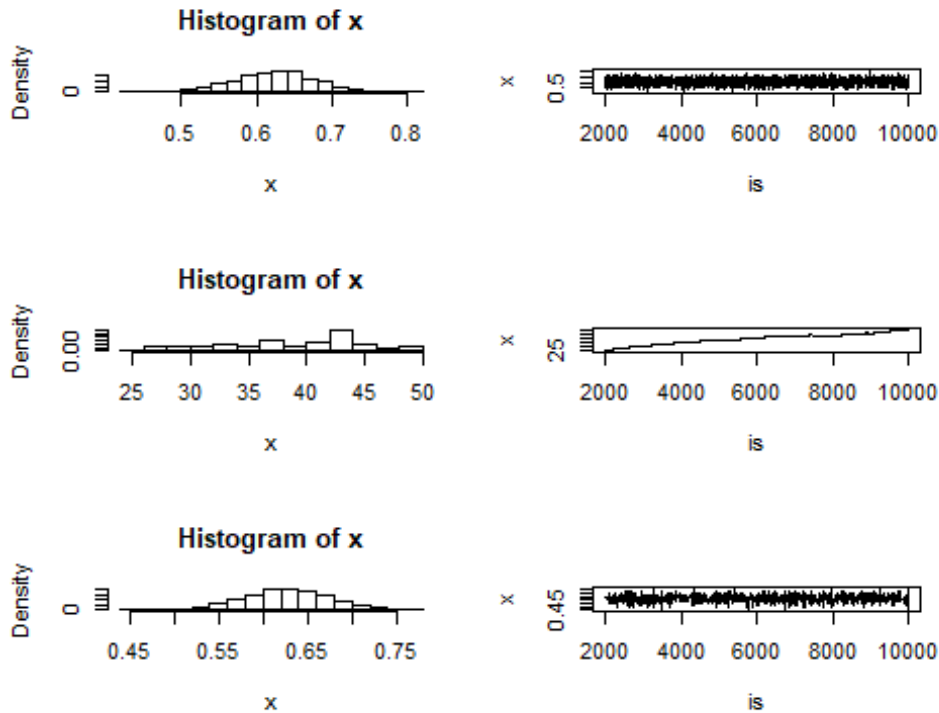 Histogram of x
Density
0
0.5 0.6 0.7 0.8
x
x
0.5
2000 4000 6000 8000 10000
is
Histogram of x
Density
0.00
25 30 35 40 45 50
x
x
25
2000 4000 6000 8000 10000
is
Histogram of x
Density
0
0.45 0.55 0.65 0.75
x
x
0.45
2000 4000 6000 8000 10000
is